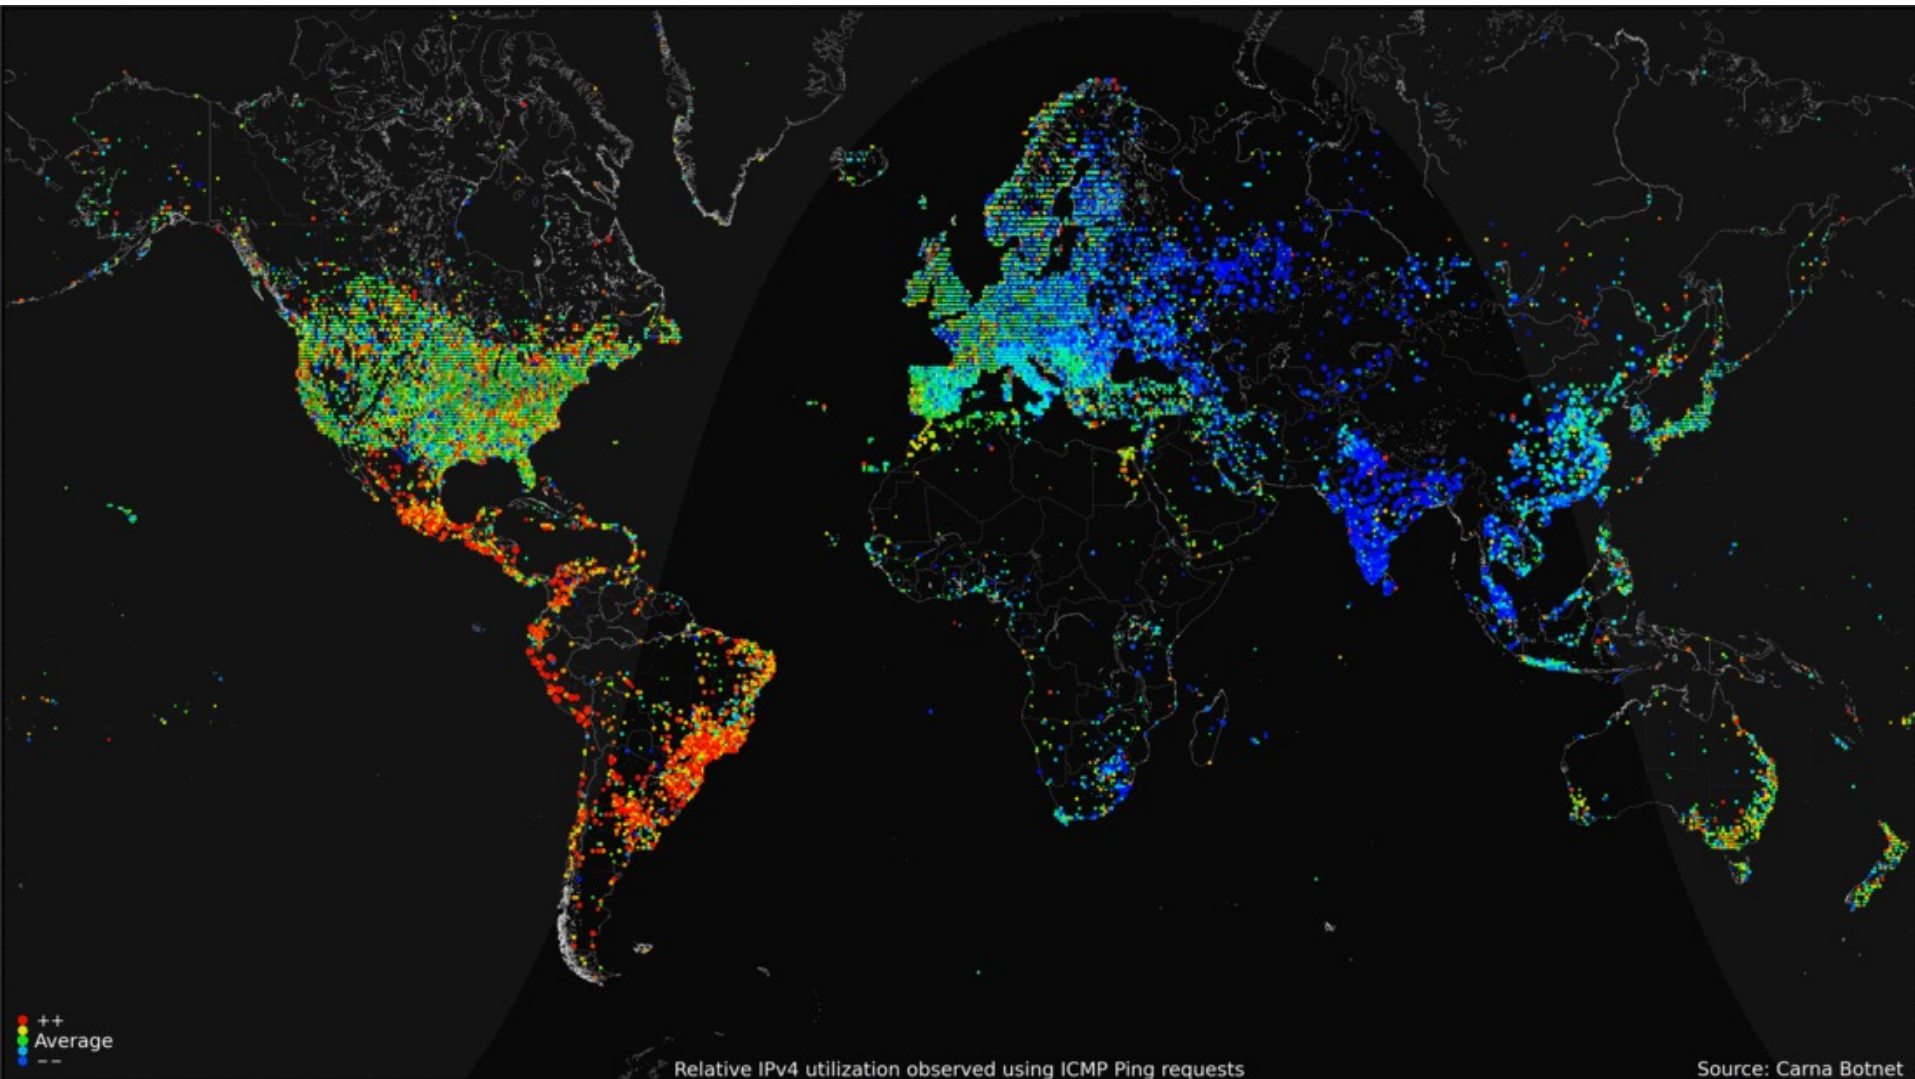 ++
Average
−−
Relative IPv4 utilization observed using ICMP Ping requests
Source: Carna Botnet